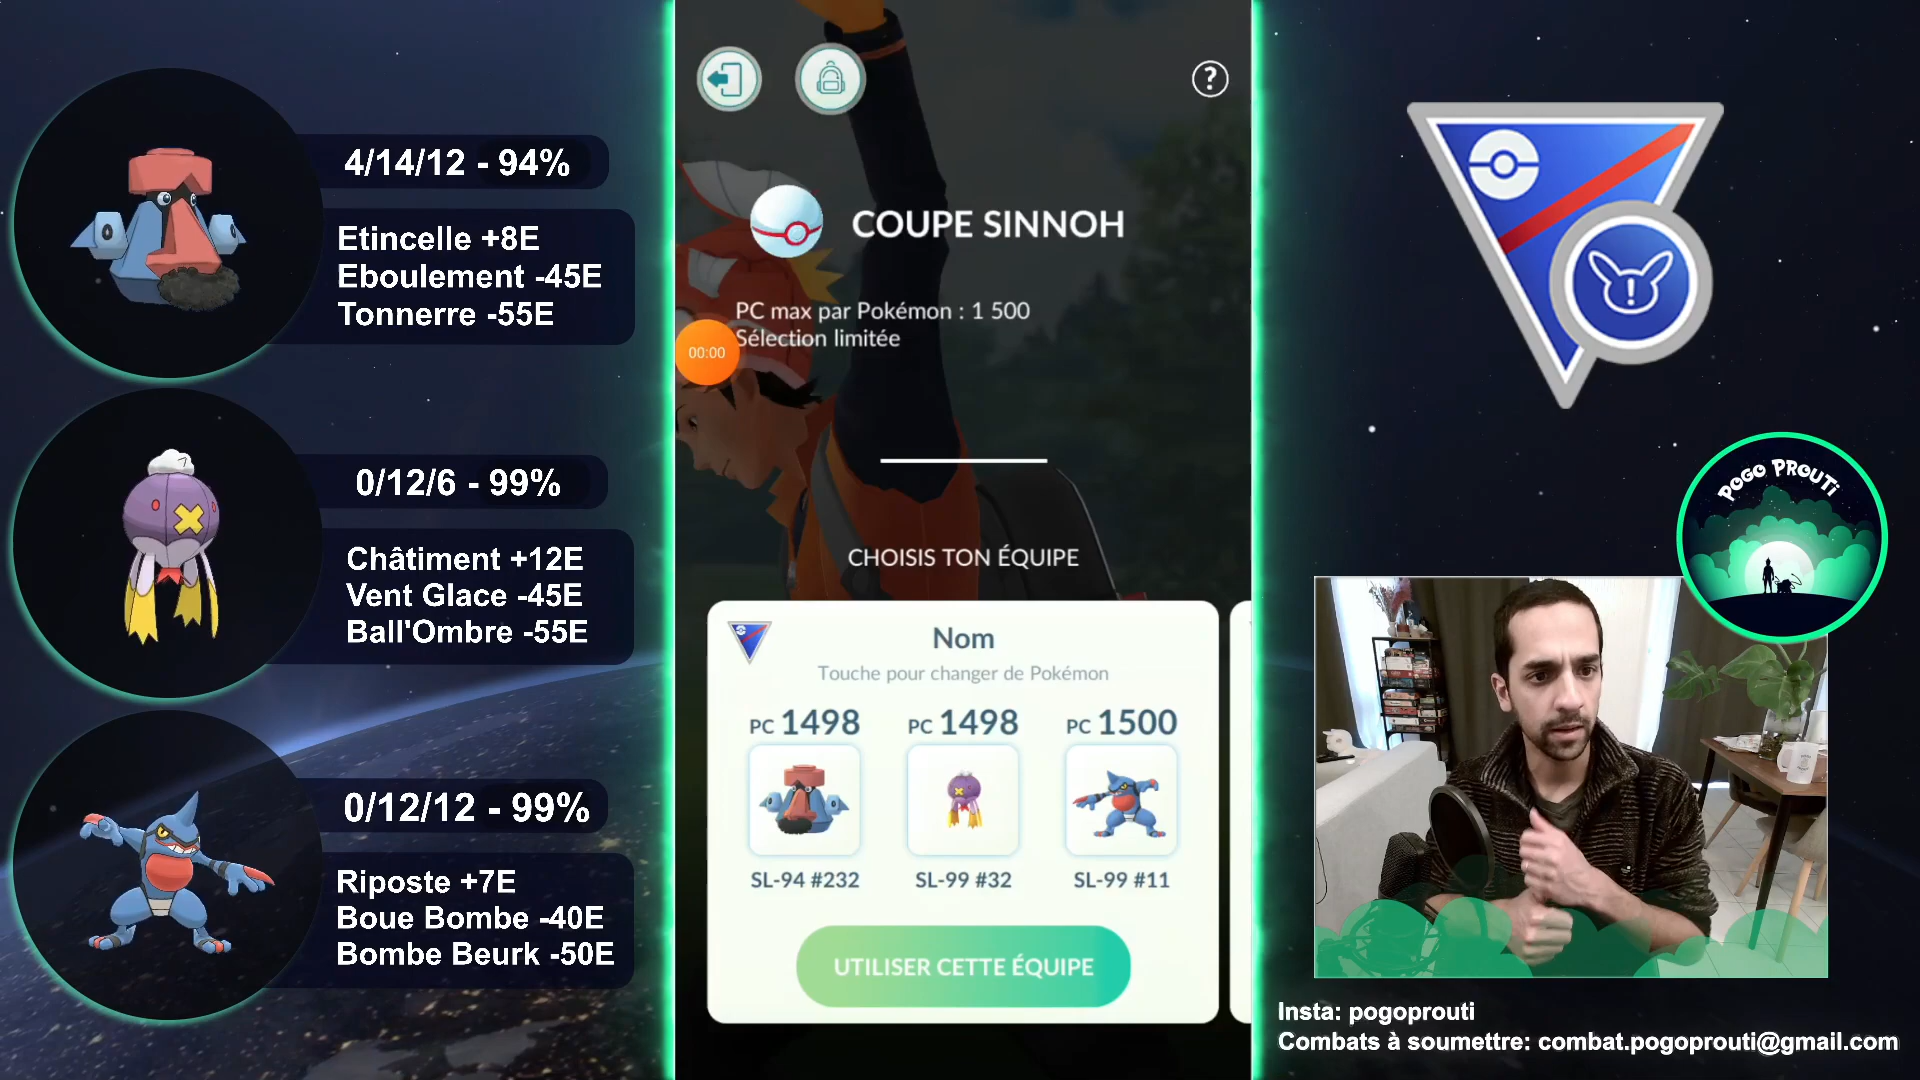 4/14/12 - 94%
Etincelle +8E
Eboulement -45E
Tonnerre -55E
0/12/6 - 99%
Châtiment +12E
Vent Glace -45E
Ball'Ombre -55E
0/12/12 - 99%
Riposte +7E
Boue Bombe -40E
Bombe Beurk -50E
?
COUPE SINNOH
PC max par Pokémon : 1 500
Sélection limitée
00:00
CHOISIS TON ÉQUIPE
Nom
Touche pour changer de Pokémon
PC 1498
PC 1498
PC 1500
SL-94 #232
SL-99 #32
SL-99 #11
UTILISER CETTE ÉQUIPE
POGO PROUTi
Insta: pogoprouti
Combats à soumettre: combat.pogoprouti@gmail.com